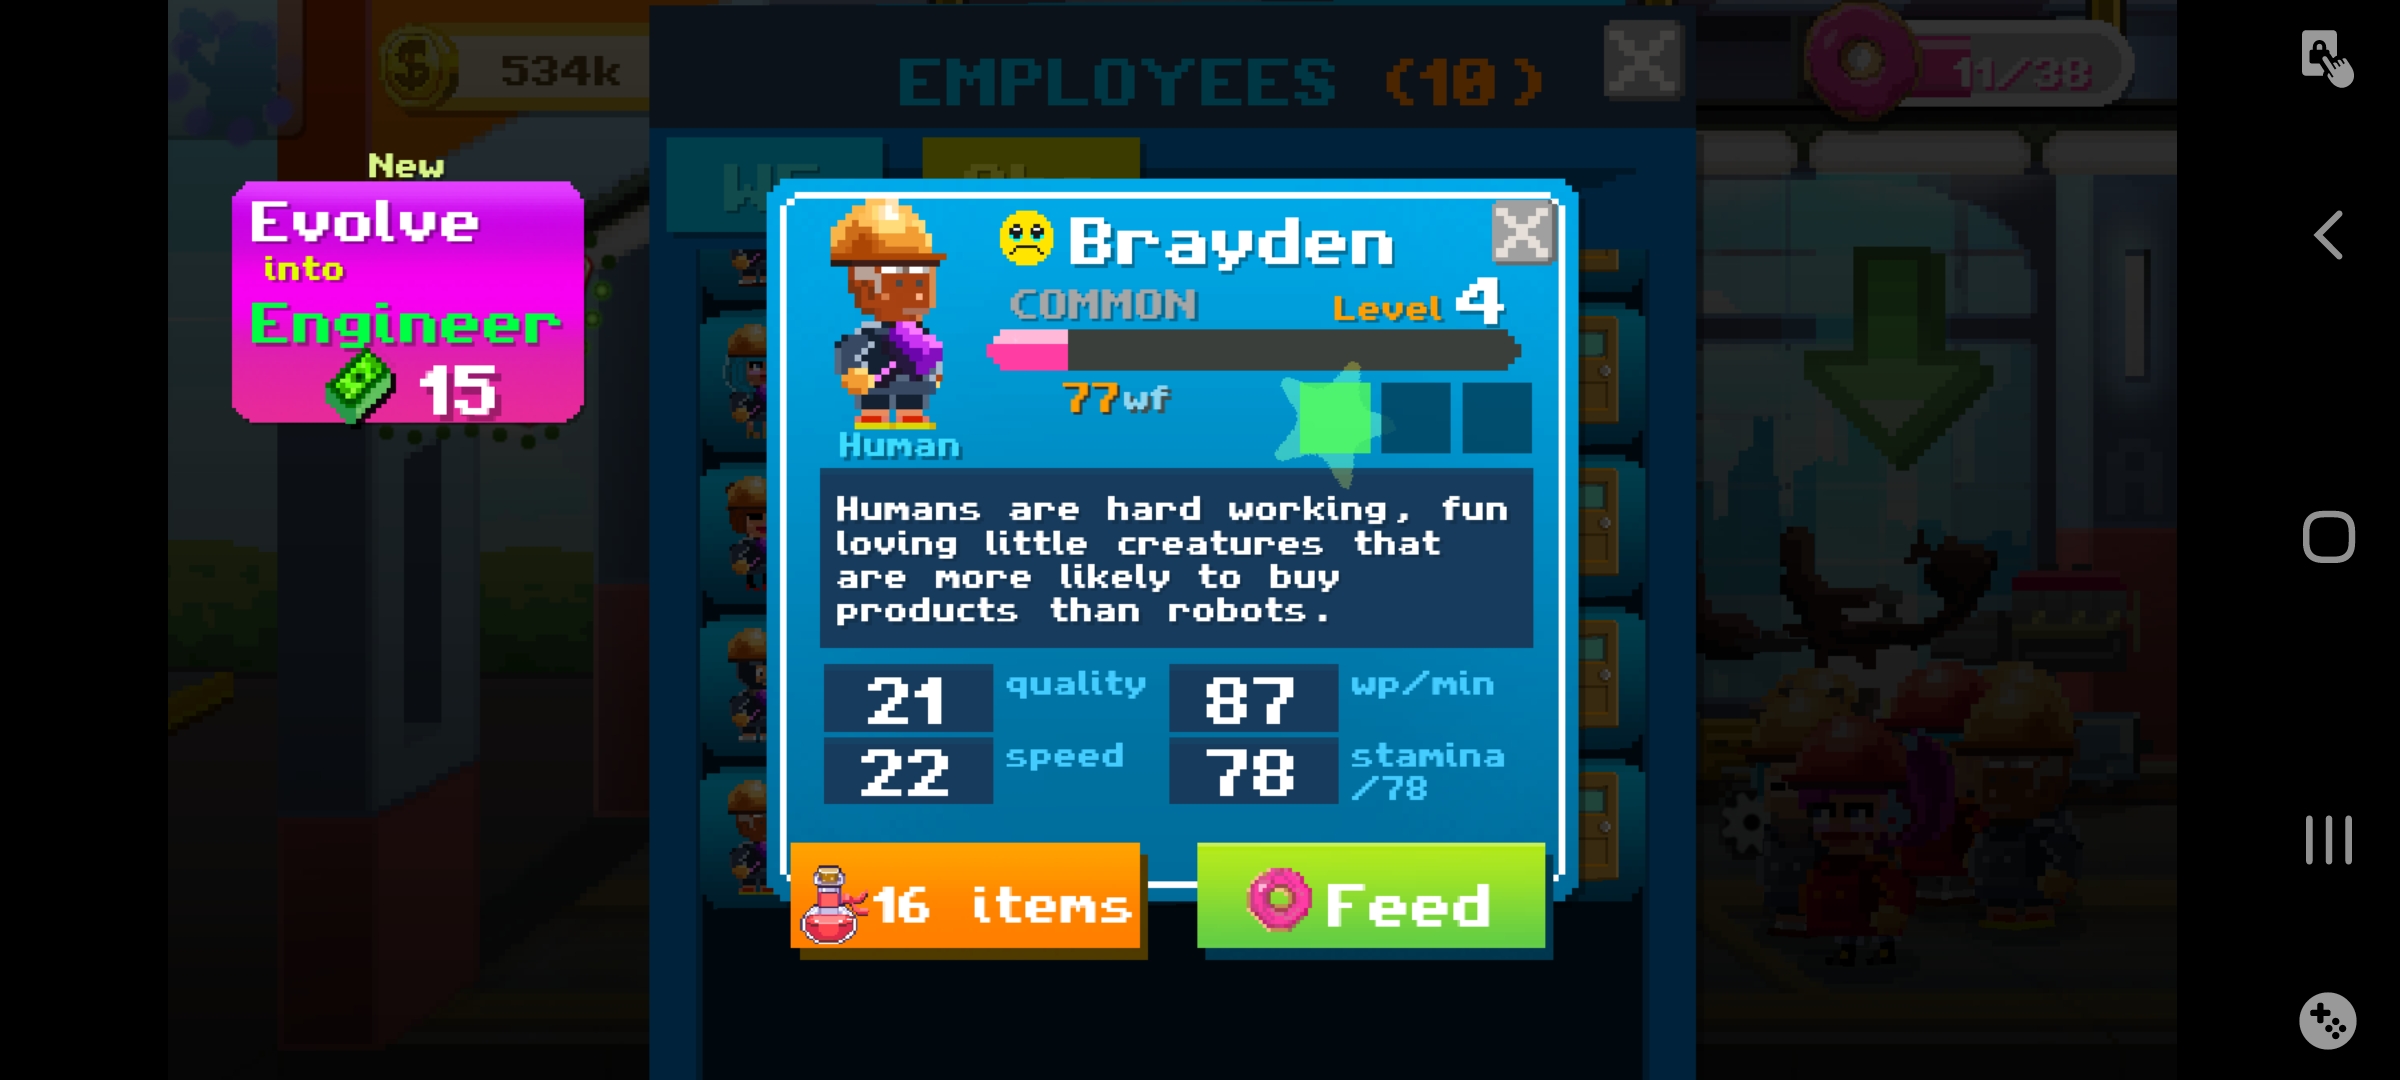 534k
EMPLOYEES (10)
11/38
New
Evolve
into
Engineer
15
Brayden
COMMON
Level 4
77wf
Human
Humans are hard working, fun
loving little creatures that
are more likely to buy
products than robots.
21 quality
87 wp/min
22 speed
78 stamina
/78
16 items
Feed